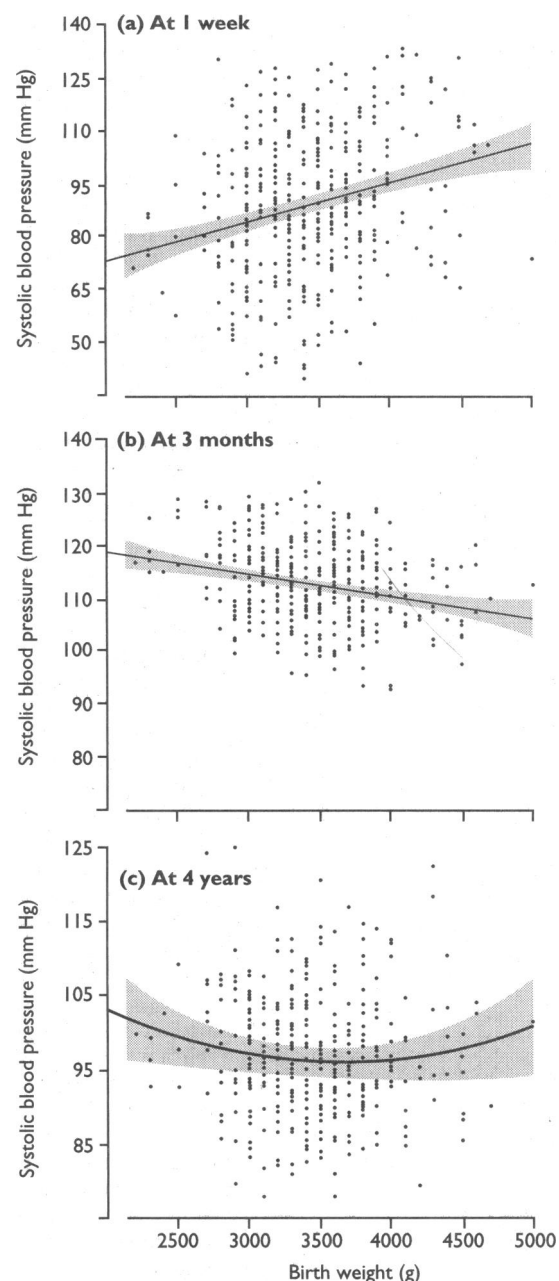 (a) At 1 week
140
125
110
95
80
65
50
Systolic blood pressure (mm Hg)
(b) At 3 months
140
130
120
110
100
90
80
Systolic blood pressure (mm Hg)
(c) At 4 years
125
115
105
95
85
Systolic blood pressure (mm Hg)
2500 3000 3500 4000 4500 5000
Birth weight (g)